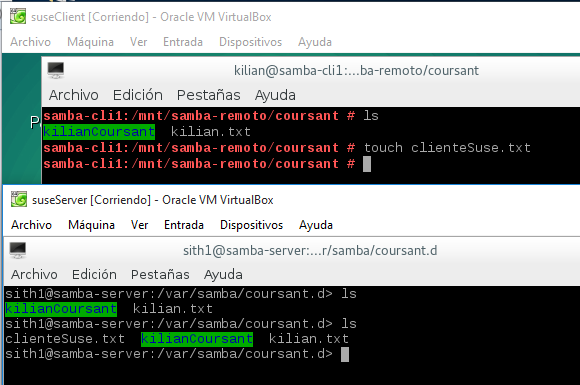 suseClient [Corriendo] - Oracle VM VirtualBox
Archivo Máquina Ver Entrada Dispositivos Ayuda
kilian@samba-cli1:...ba-remoto/coursant
Archivo Edición Pestañas Ayuda
samba-cli1:/mnt/samba-remoto/coursant # ls
kilianCoursant kilian.txt
samba-cli1:/mnt/samba-remoto/coursant # touch clienteSuse.txt
samba-cli1:/mnt/samba-remoto/coursant #
suseServer [Corriendo] - Oracle VM VirtualBox
Archivo Máquina Ver Entrada Dispositivos Ayuda
sith1@samba-server:...r/samba/coursant.d
Archivo Edición Pestañas Ayuda
sith1@samba-server:/var/samba/coursant.d> ls
kilianCoursant kilian.txt
sith1@samba-server:/var/samba/coursant.d> ls
clienteSuse.txt kilianCoursant kilian.txt
sith1@samba-server:/var/samba/coursant.d>